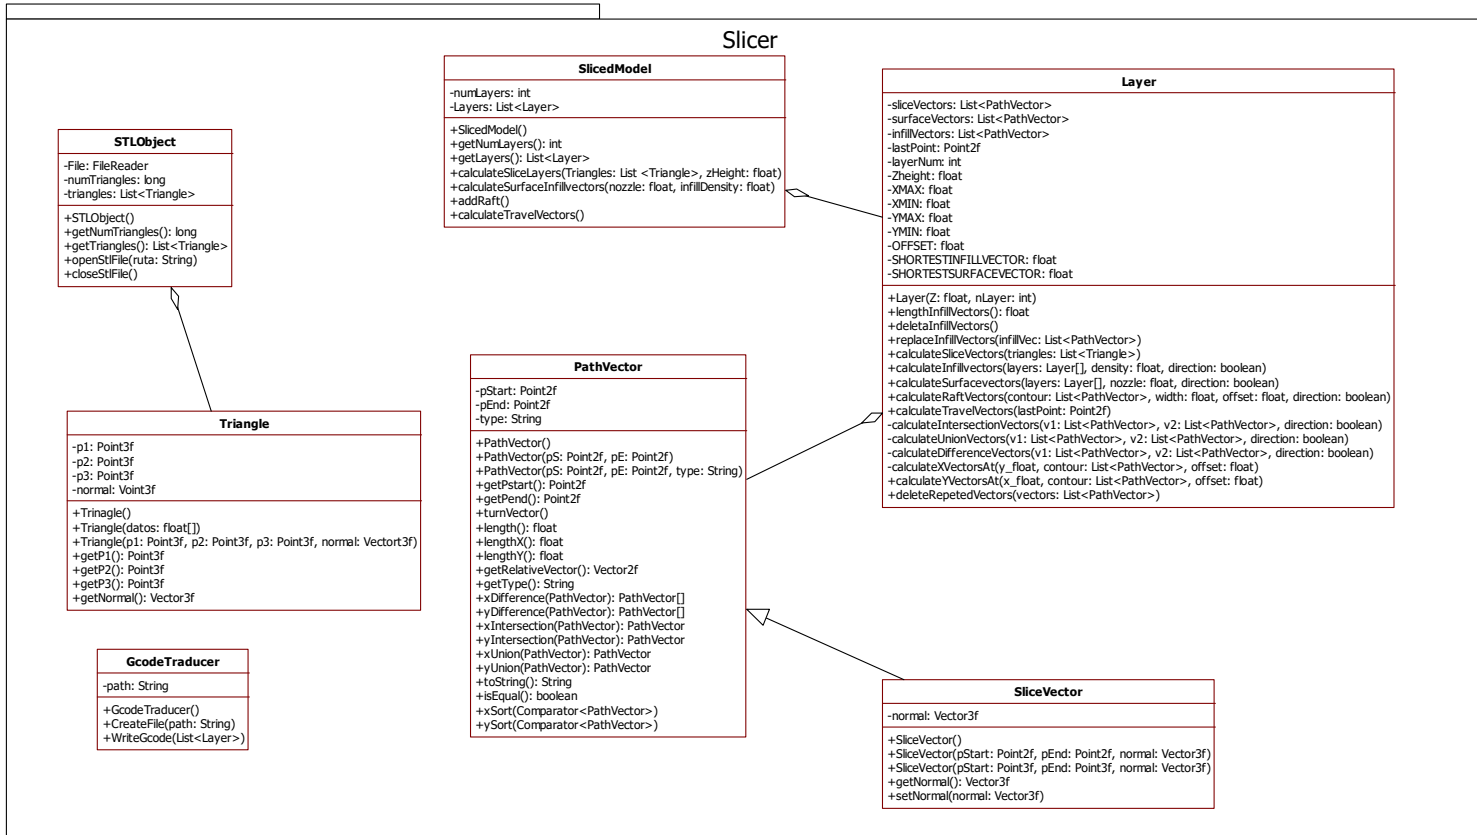 Slicer
SlicedModel
-numLayers: int
-Layers: List<Layer>
+SlicedModel()
+getNumLayers(): int
+getLayers(): List<Layer>
+calculateSliceLayers(Triangles: List <Triangle>, zHeight: float)
+calculateSurfaceInfillvectors(nozzle: float, infillDensity: float)
+addRaft()
+calculateTravelVectors()
Layer
-sliceVectors: List<PathVector>
-surfaceVectors: List<PathVector>
-infillVectors: List<PathVector>
-lastPoint: Point2f
-layerNum: int
-Zheight: float
-XMAX: float
-XMIN: float
-YMAX: float
-YMIN: float
-OFFSET: float
-SHORTESTINFILLVECTOR: float
-SHORTESTSURFACEVECTOR: float
+Layer(Z: float, nLayer: int)
+lengthInfillVectors(): float
+deletaInfillVectors()
+replaceInfillVectors(infillVec: List<PathVector>)
+calculateSliceVectors(triangles: List<Triangle>)
+calculateInfillvectors(layers: Layer[], density: float, direction: boolean)
+calculateSurfacevectors(layers: Layer[], nozzle: float, direction: boolean)
+calculateRaftVectors(contour: List<PathVector>, width: float, offset: float, direction: boolean)
+calculateTravelVectors(lastPoint: Point2f)
-calculateIntersectionVectors(v1: List<PathVector>, v2: List<PathVector>, direction: boolean)
-calculateUnionVectors(v1: List<PathVector>, v2: List<PathVector>, direction: boolean)
-calculateDifferenceVectors(v1: List<PathVector>, v2: List<PathVector>, direction: boolean)
-calculateXVectorsAt(y_float, contour: List<PathVector>, offset: float)
+calculateYVectorsAt(x_float, contour: List<PathVector>, offset: float)
+deleteRepetedVectors(vectors: List<PathVector>)
STLObject
-File: FileReader
-numTriangles: long
-triangles: List<Triangle>
+STLObject()
+getNumTriangles(): long
+getTriangles(): List<Triangle>
+openStlFile(ruta: String)
+closeStlFile()
PathVector
-pStart: Point2f
-pEnd: Point2f
-type: String
+PathVector()
+PathVector(pS: Point2f, pE: Point2f)
+PathVector(pS: Point2f, pE: Point2f, type: String)
+getPstart(): Point2f
+getPend(): Point2f
+turnVector()
+length(): float
+lengthX(): float
+lengthY(): float
+getRelativeVector(): Vector2f
+getType(): String
+xDifference(PathVector): PathVector[]
+yDifference(PathVector): PathVector[]
+xIntersection(PathVector): PathVector
+yIntersection(PathVector): PathVector
+xUnion(PathVector): PathVector
+yUnion(PathVector): PathVector
+toString(): String
+isEqual(): boolean
+xSort(Comparator<PathVector>)
+ySort(Comparator<PathVector>)
Triangle
-p1: Point3f
-p2: Point3f
-p3: Point3f
-normal: Voint3f
+Trinagle()
+Triangle(datos: float[])
+Triangle(p1: Point3f, p2: Point3f, p3: Point3f, normal: Vectort3f)
+getP1(): Point3f
+getP2(): Point3f
+getP3(): Point3f
+getNormal(): Vector3f
GcodeTraducer
-path: String
+GcodeTraducer()
+CreateFile(path: String)
+WriteGcode(List<Layer>)
SliceVector
-normal: Vector3f
+SliceVector()
+SliceVector(pStart: Point2f, pEnd: Point2f, normal: Vector3f)
+SliceVector(pStart: Point3f, pEnd: Point3f, normal: Vector3f)
+getNormal(): Vector3f
+setNormal(normal: Vector3f)